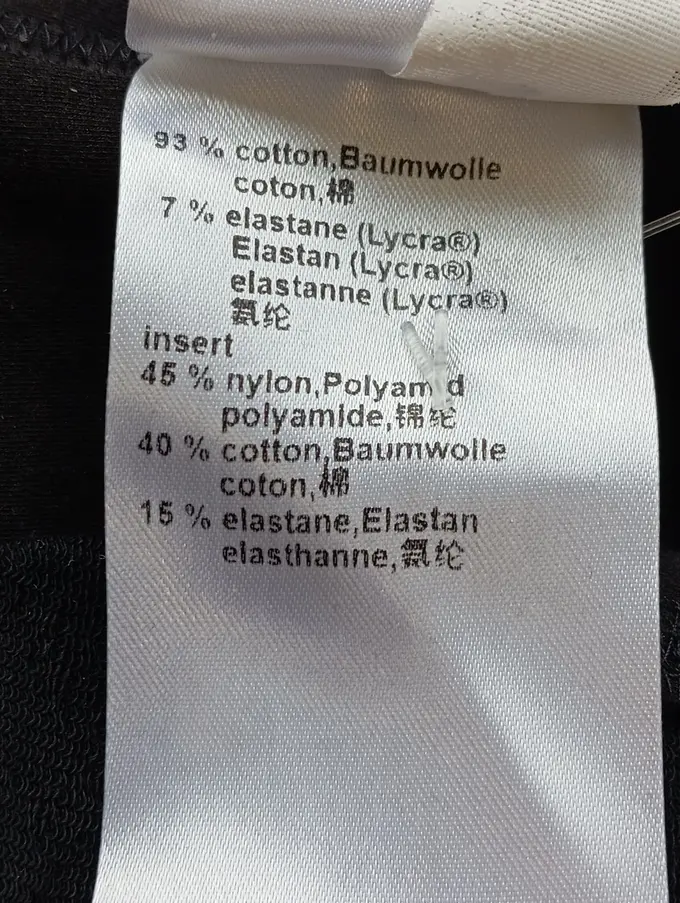 93 % cotton,Baumwolle
coton,棉
7 % elastane (Lycra®)
Elastan (Lycra®)
elastanne (Lycra®)
氨纶
insert
45 % nylon,Polyamid
polyamide,锦纶
40 % cotton,Baumwolle
coton,棉
15 % elastane,Elastan
elasthanne,氨纶